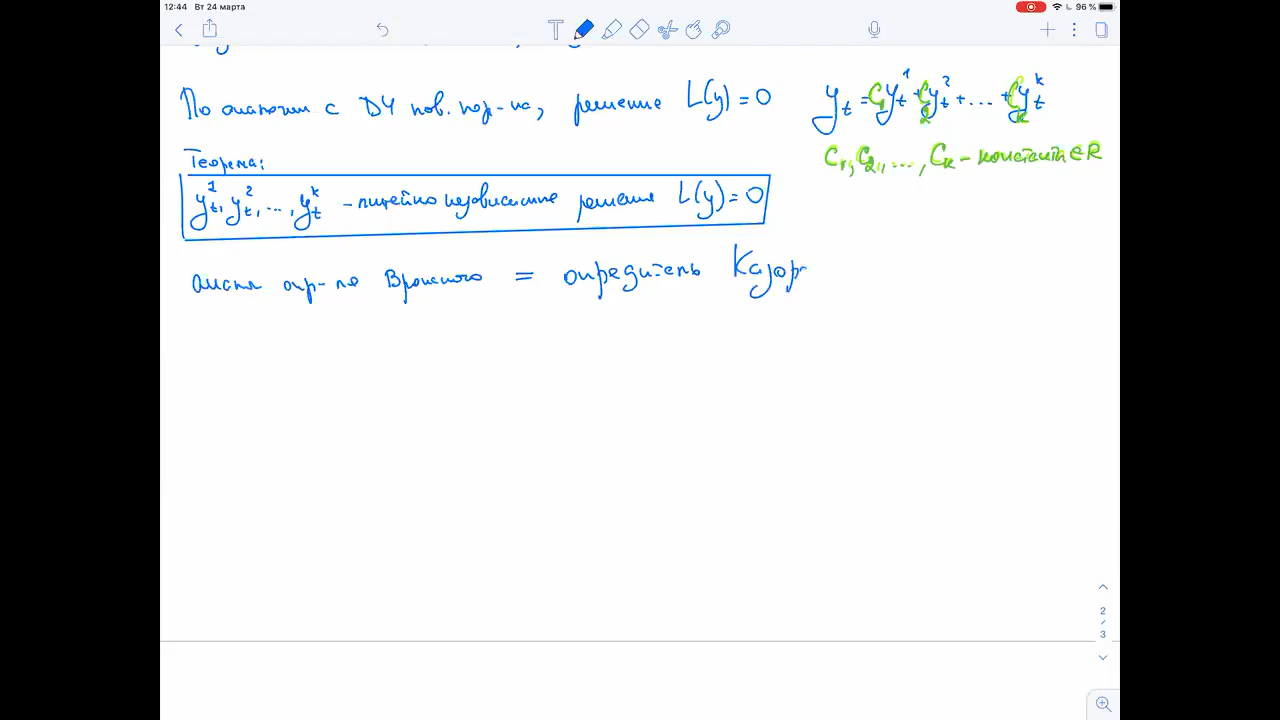 12:44 Вт 24 марта
96 %
По аналогии с ДУ пов. пор-ка, решение L(y) = 0
y_t = C_1 y_t^1 + C_2 y_t^2 + ... + C_k y_t^k
C_1, C_2, ..., C_k – константы ∈ R
Теорема:
y_t^1, y_t^2, ..., y_t^k – линейно независимые решения L(y) = 0
аналог опр-ля Вронского = определитель Казор
2
3